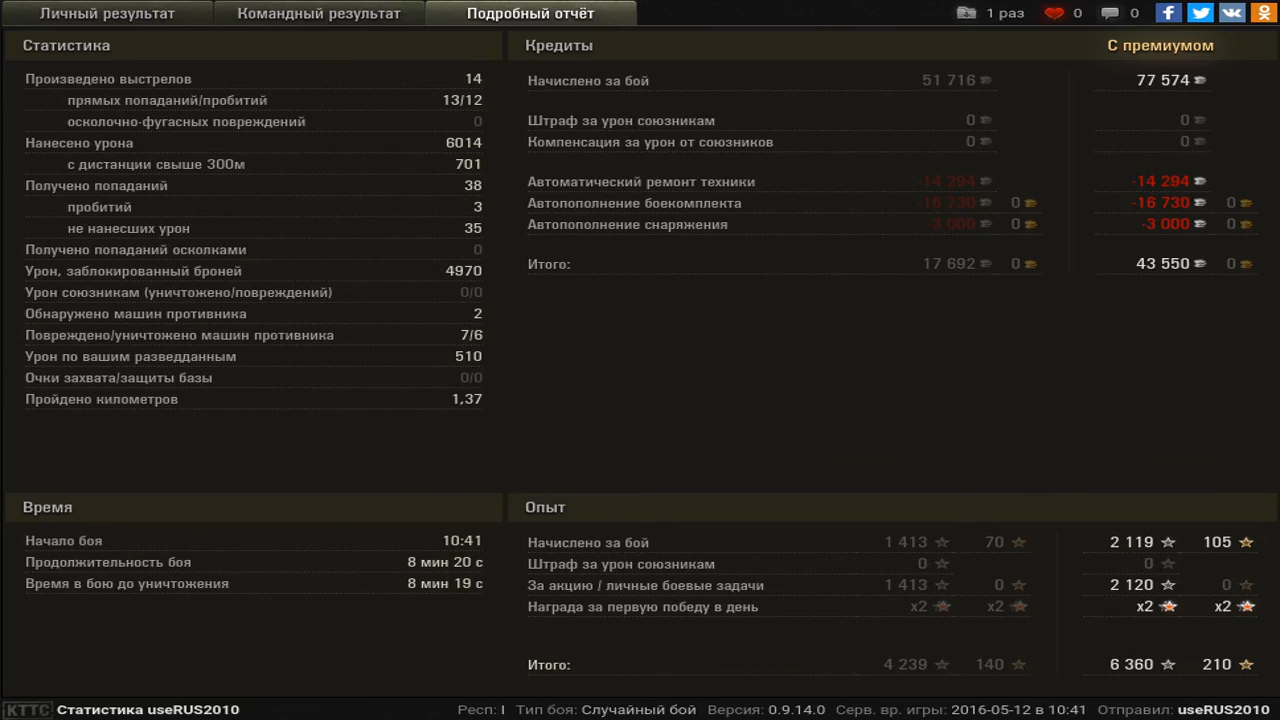 Личный результат Командный результат Подробный отчёт 1 раз 0 0
Статистика
Произведено выстрелов 14
прямых попаданий/пробитий 13/12
осколочно-фугасных повреждений 0
Нанесено урона 6014
с дистанции свыше 300м 701
Получено попаданий 38
пробитий 3
не нанесших урон 35
Получено попаданий осколками 0
Урон, заблокированный броней 4970
Урон союзникам (уничтожено/повреждений) 0/0
Обнаружено машин противника 2
Повреждено/уничтожено машин противника 7/6
Урон по вашим разведданным 510
Очки захвата/защиты базы 0/0
Пройдено километров 1,37
Кредиты С премиумом
Начислено за бой 51 716 77 574
Штраф за урон союзникам 0 0
Компенсация за урон от союзников 0 0
Автоматический ремонт техники -14 294 -14 294
Автопополнение боекомплекта -16 730 0 -16 730 0
Автопополнение снаряжения -3 000 0 -3 000 0
Итого: 17 692 0 43 550 0
Время
Начало боя 10:41
Продолжительность боя 8 мин 20 с
Время в бою до уничтожения 8 мин 19 с
Опыт
Начислено за бой 1 413 70 2 119 105
Штраф за урон союзникам 0 0
За акцию / личные боевые задачи 1 413 0 2 120 0
Награда за первую победу в день x2 x2 x2 x2
Итого: 4 239 140 6 360 210
КТТС Статистика useRUS2010 Респ: I Тип боя: Случайный бой Версия: 0.9.14.0 Серв. вр. игры: 2016-05-12 в 10:41 Отправил: useRUS2010